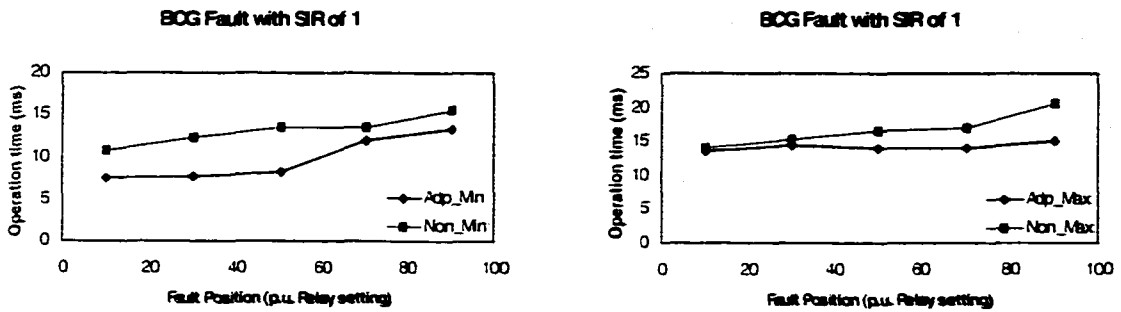 BCG Fault with SIR of 1
20
15
10
5
0
Operation time (ms)
Adp_Min
Non_Min
0 20 40 60 80 100
Fault Position (p.u. Relay setting)
BCG Fault with SIR of 1
25
20
15
10
5
0
Operation time (ms)
Adp_Max
Non_Max
0 20 40 60 80 100
Fault Position (p.u. Relay setting)